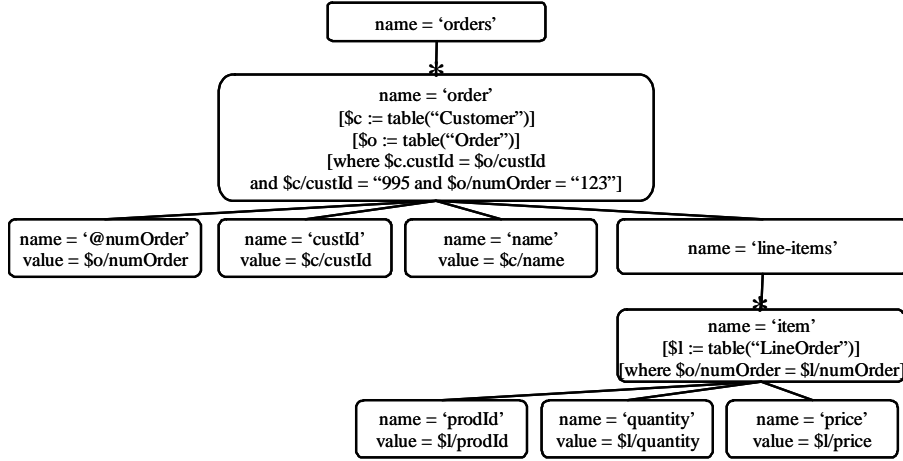 name = ‘orders’
*
name = ‘order’
[$c := table(“Customer”)]
[$o := table(“Order”)]
[where $c.custId = $o/custId
and $c/custId = “995 and $o/numOrder = “123”]
name = ‘@numOrder’
value = $o/numOrder
name = ‘custId’
value = $c/custId
name = ‘name’
value = $c/name
name = ‘line-items’
*
name = ‘item’
[$l := table(“LineOrder”)]
[where $o/numOrder = $l/numOrder]
name = ‘prodId’
value = $l/prodId
name = ‘quantity’
value = $l/quantity
name = ‘price’
value = $l/price